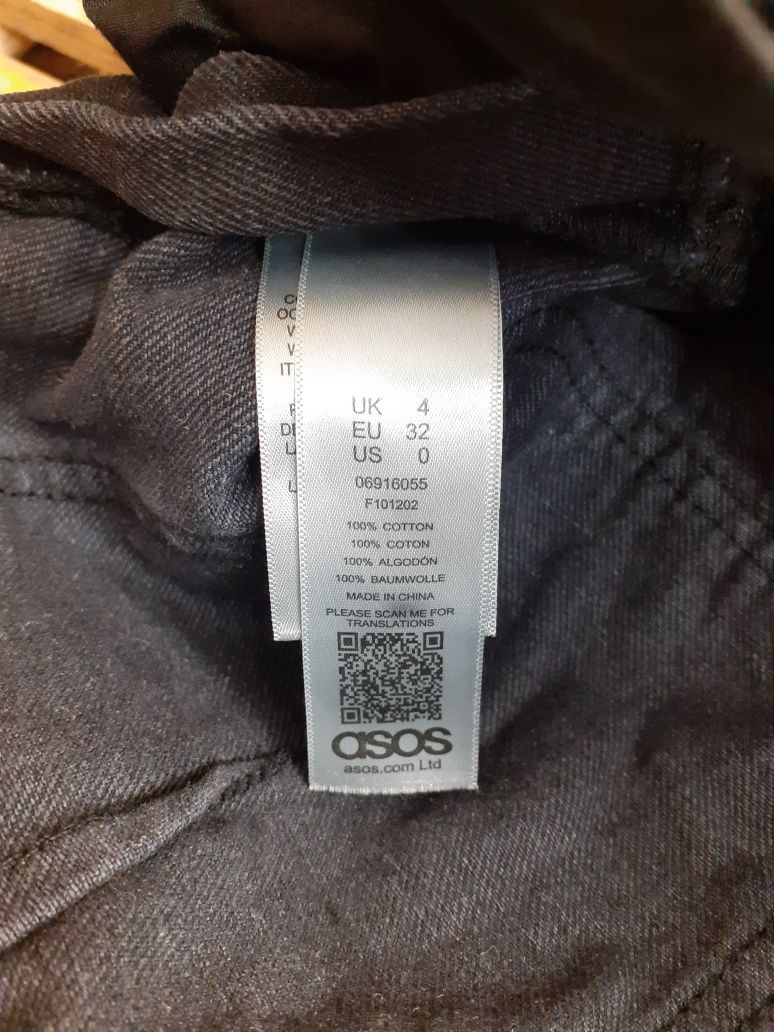 UK 4
EU 32
US 0
06916055
F101202
100% COTTON
100% COTON
100% ALGODÓN
100% BAUMWOLLE
MADE IN CHINA
PLEASE SCAN ME FOR
TRANSLATIONS
asos
asos.com Ltd